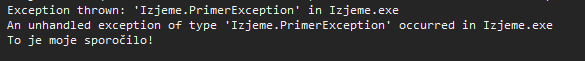 Exception thrown: 'Izjeme.PrimerException' in Izjeme.exe
An unhandled exception of type 'Izjeme.PrimerException' occurred in Izjeme.exe
To je moje sporočilo!